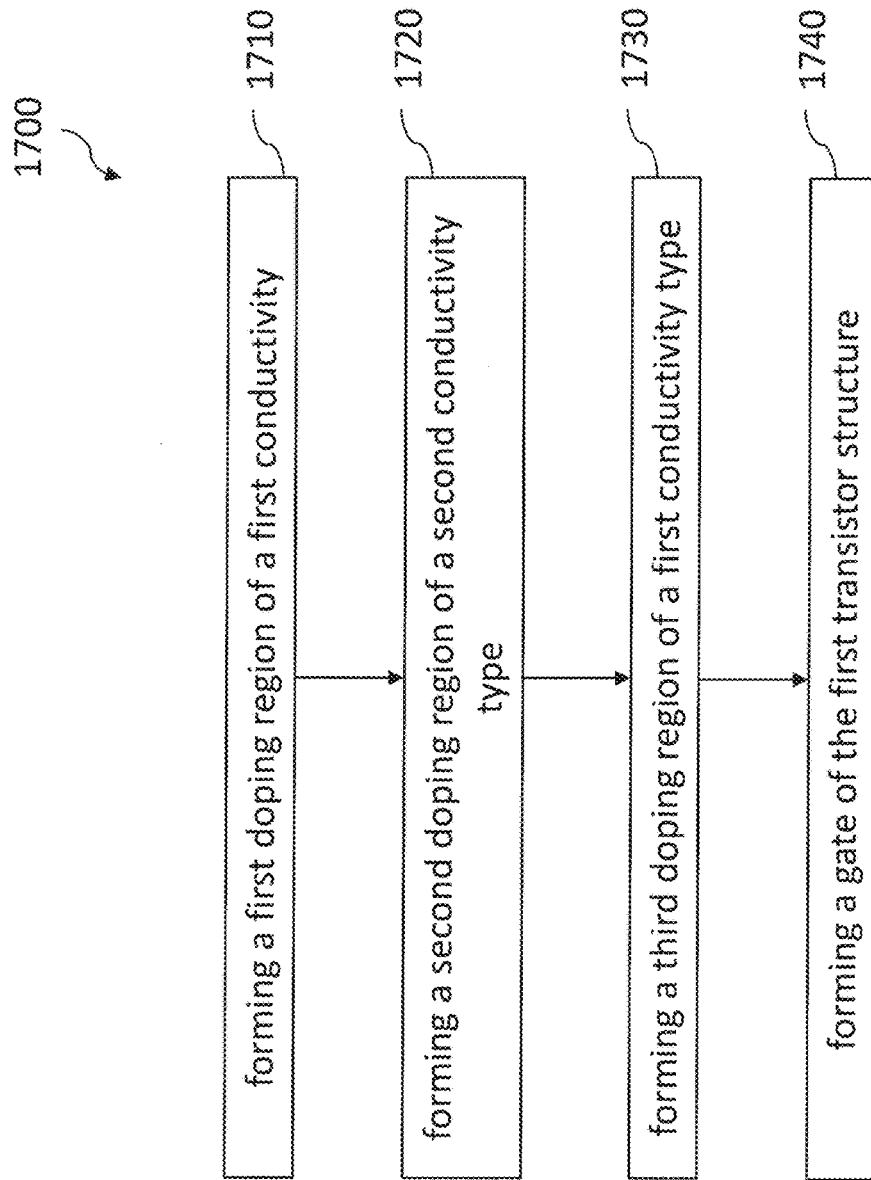 1700
forming a first doping region of a first conductivity
1710
forming a second doping region of a second conductivity
type
1720
forming a third doping region of a first conductivity type
1730
forming a gate of the first transistor structure
1740